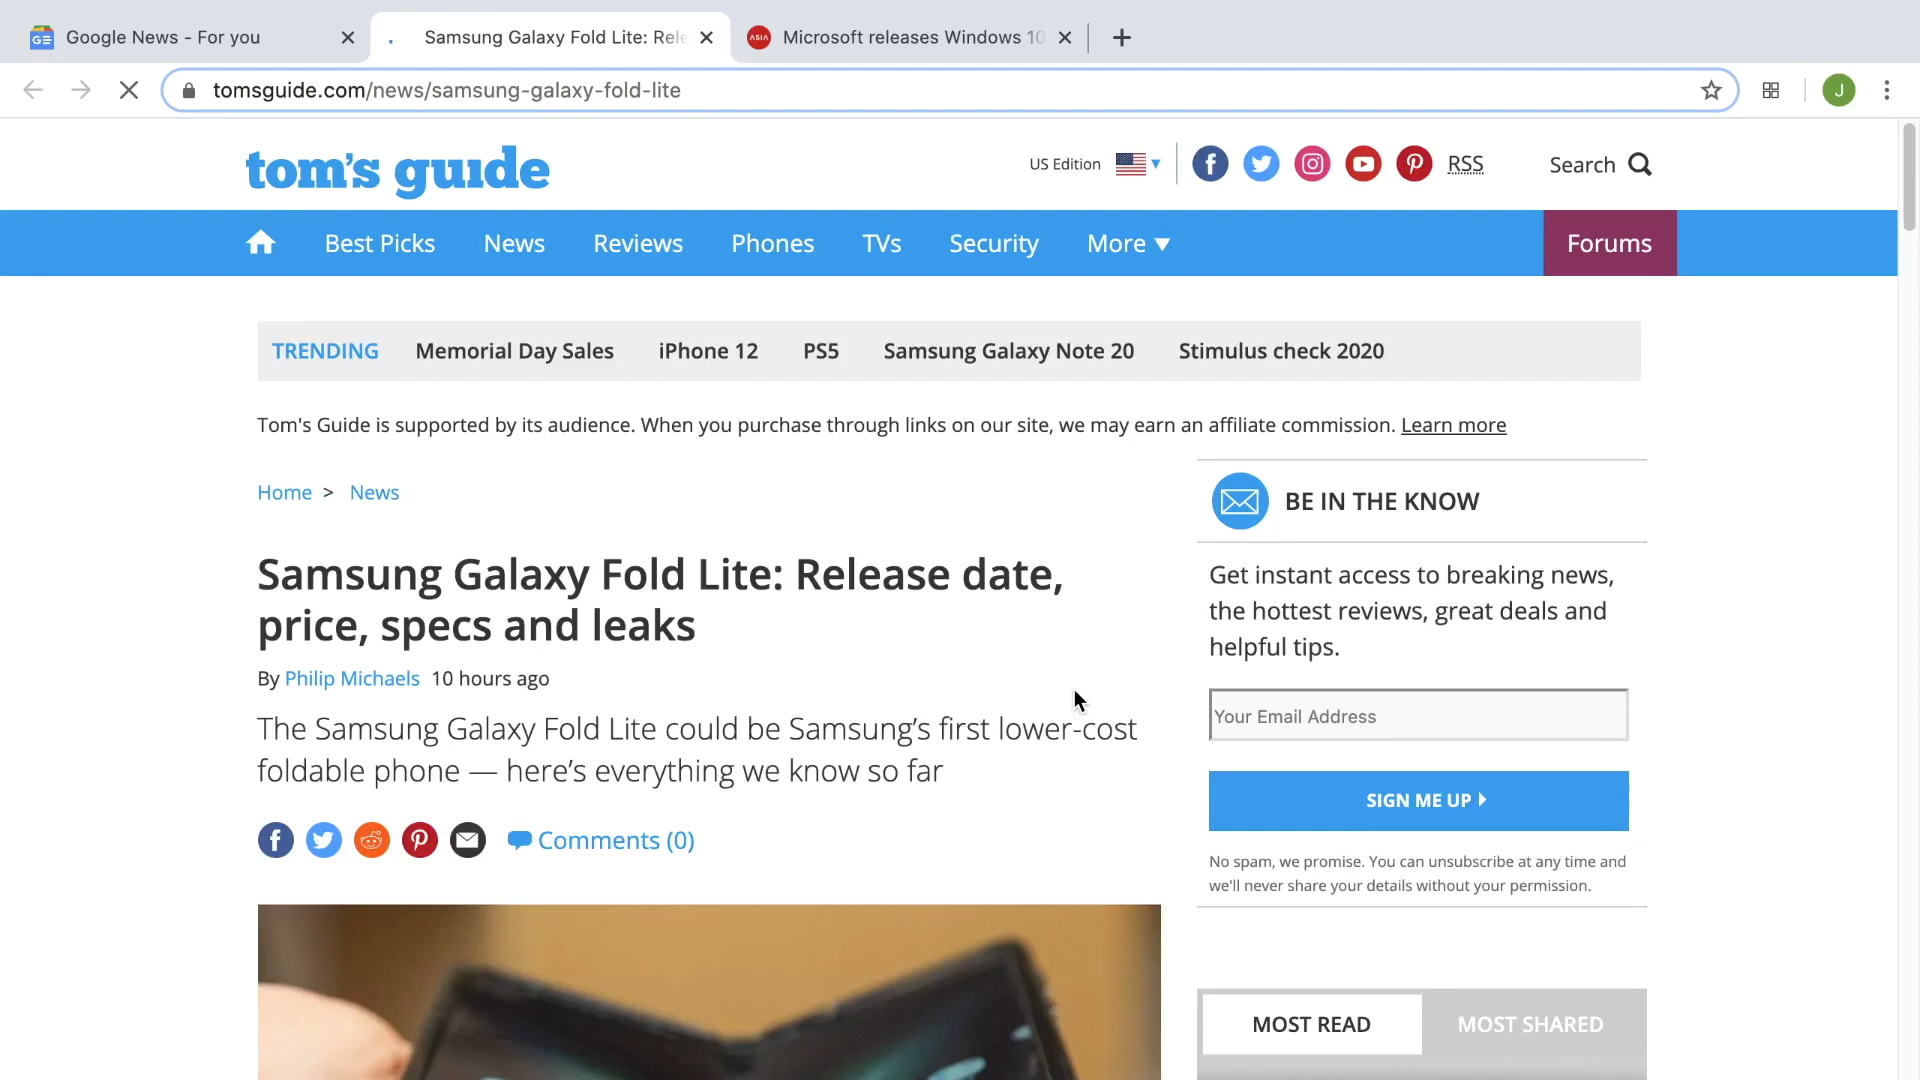 Google News - For you
Samsung Galaxy Fold Lite: Rele
ASIA
Microsoft releases Windows 10
tomsguide.com/news/samsung-galaxy-fold-lite
J
tom's guide
US Edition
RSS
Search
Best Picks
News
Reviews
Phones
TVs
Security
More
Forums
TRENDING
Memorial Day Sales
iPhone 12
PS5
Samsung Galaxy Note 20
Stimulus check 2020
Tom's Guide is supported by its audience. When you purchase through links on our site, we may earn an affiliate commission. Learn more
Home > News
Samsung Galaxy Fold Lite: Release date,
price, specs and leaks
By Philip Michaels 10 hours ago
The Samsung Galaxy Fold Lite could be Samsung’s first lower-cost
foldable phone — here’s everything we know so far
Comments (0)
BE IN THE KNOW
Get instant access to breaking news,
the hottest reviews, great deals and
helpful tips.
Your Email Address
SIGN ME UP
No spam, we promise. You can unsubscribe at any time and
we'll never share your details without your permission.
MOST READ
MOST SHARED